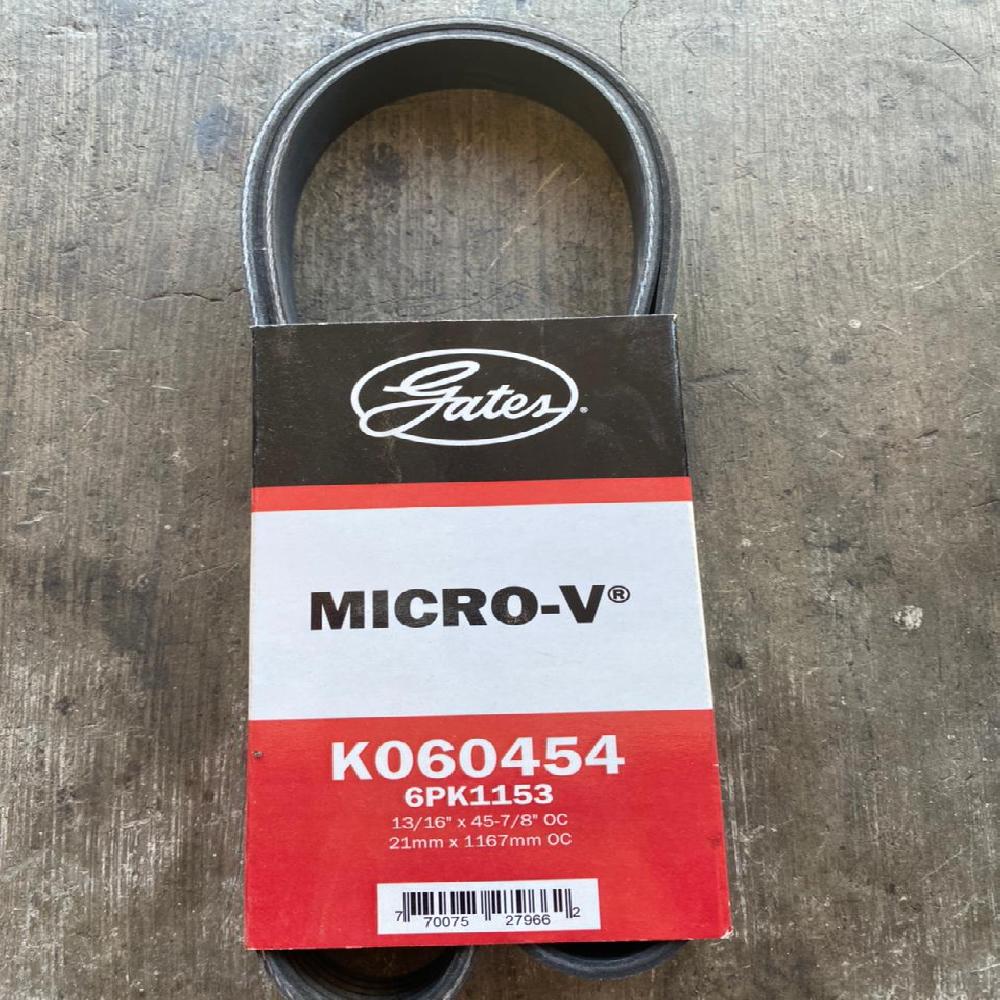 Gates®
MICRO-V®
K060454
6PK1153
13/16" x 45-7/8" OC
21mm x 1167mm OC
7 70075 27966 2